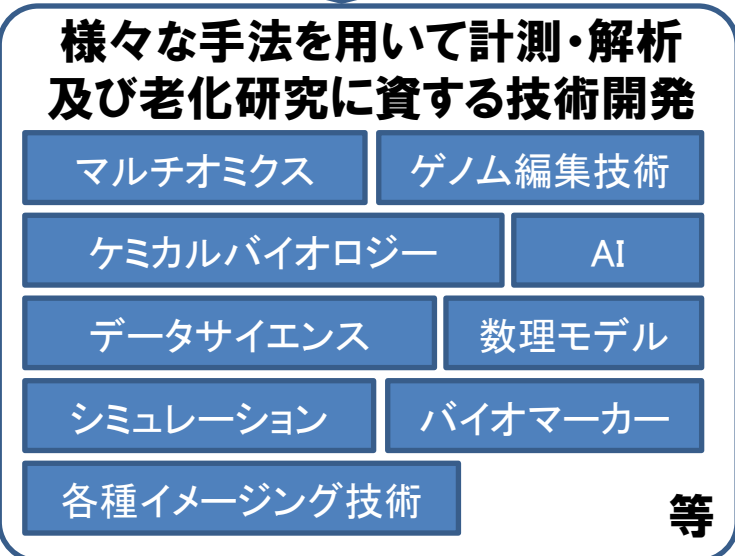 様々な手法を用いて計測・解析
及び老化研究に資する技術開発
マルチオミクス ゲノム編集技術
ケミカルバイオロジー AI
データサイエンス 数理モデル
シミュレーション バイオマーカー
各種イメージング技術
等